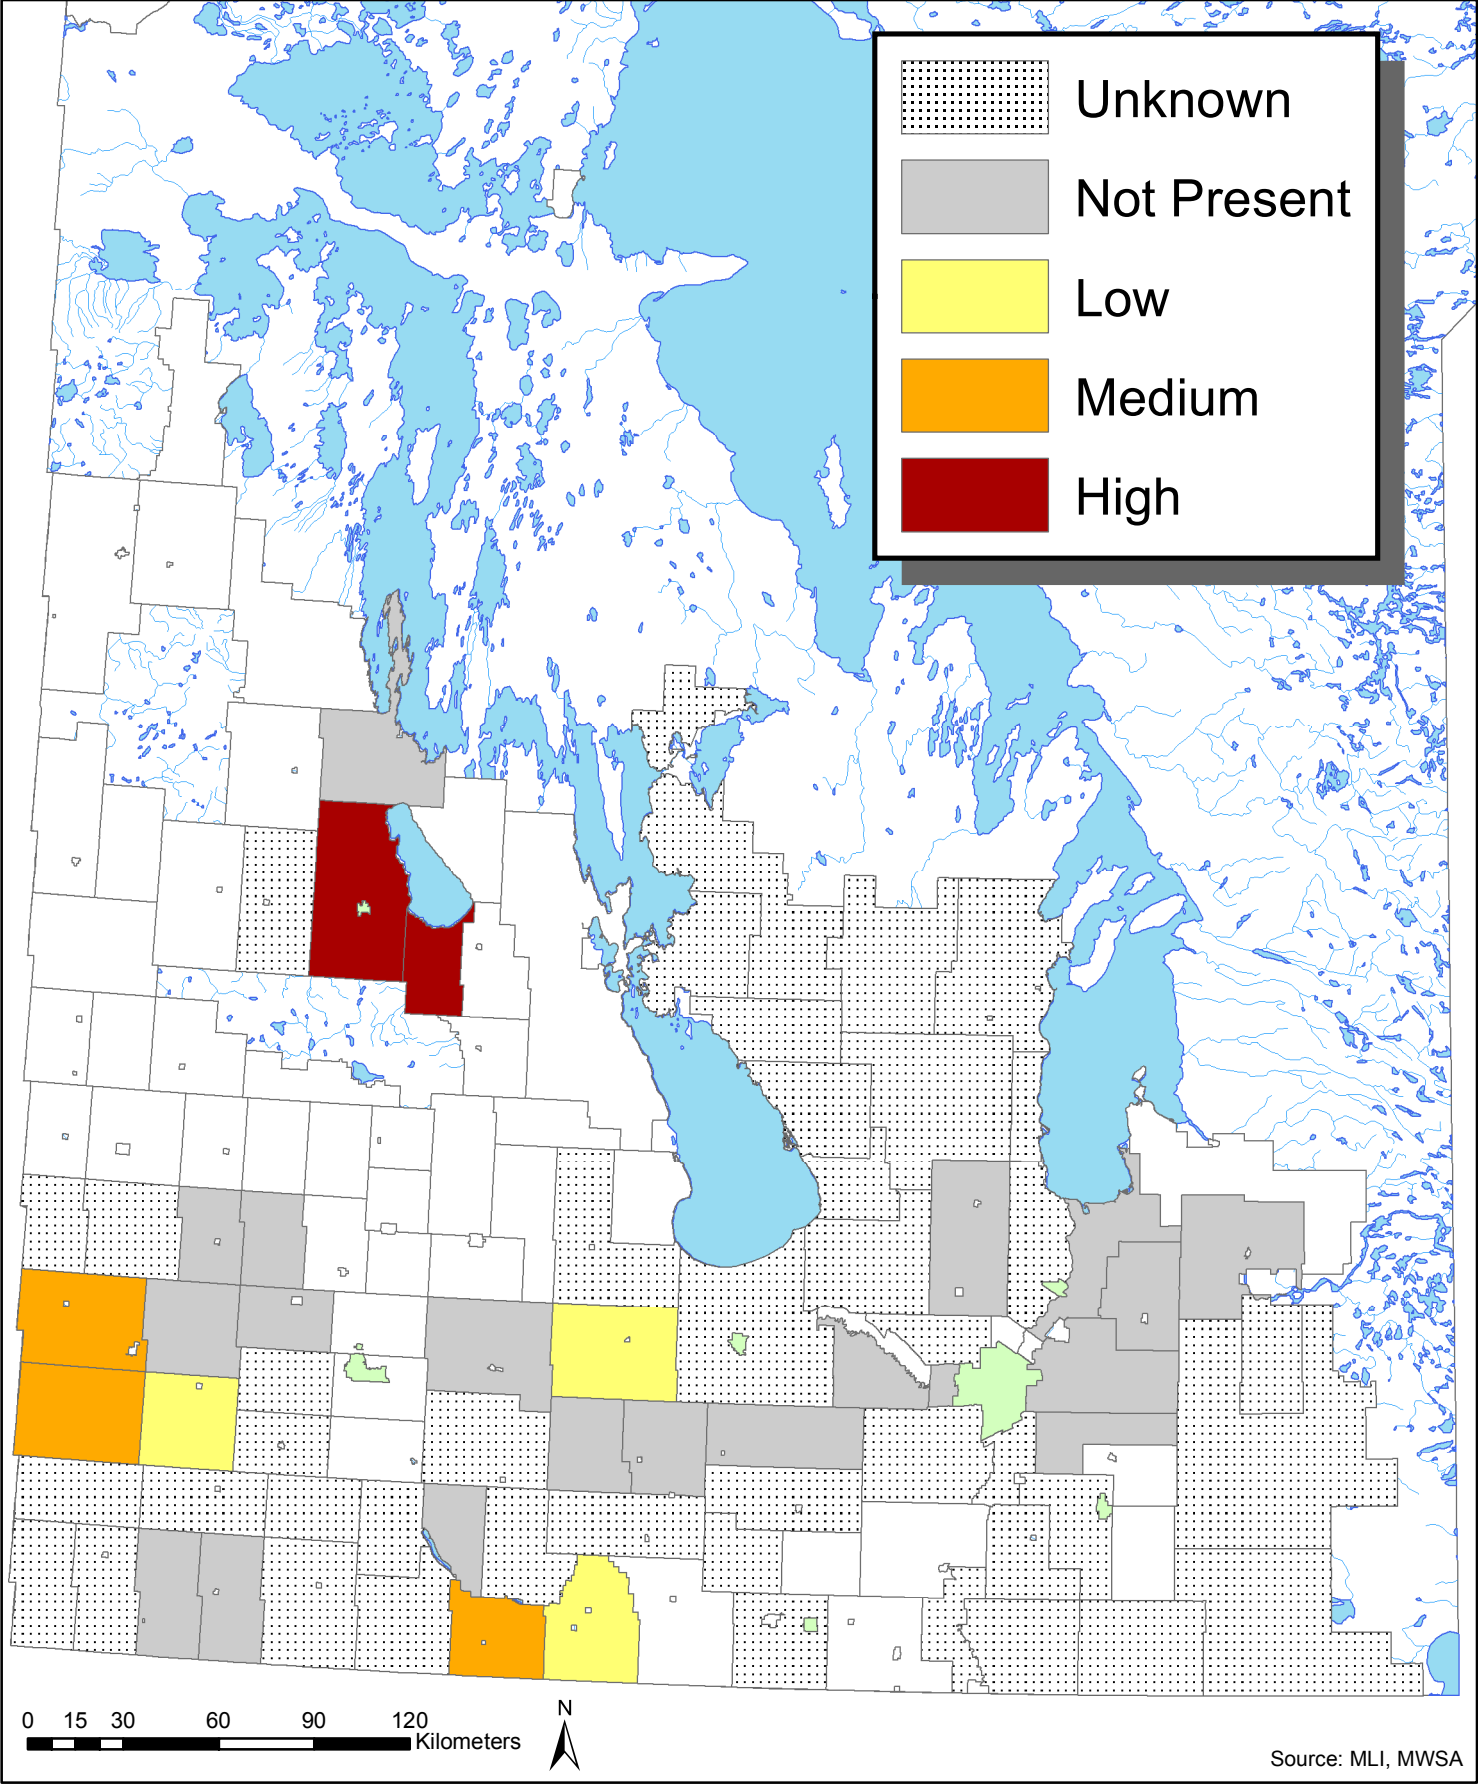 Unknown
Not Present
Low
Medium
High
0 15 30 60 90 120
Kilometers
N
Source: MLI, MWSA